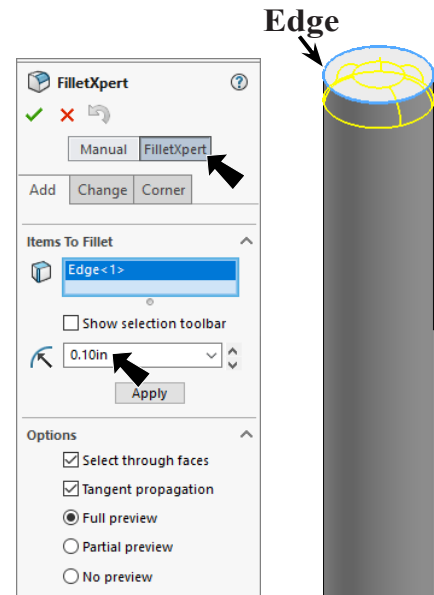 Edge
FilletXpert
Manual FilletXpert
Add Change Corner
Items To Fillet
Edge<1>
Show selection toolbar
0.10in
Apply
Options
Select through faces
Tangent propagation
Full preview
Partial preview
No preview